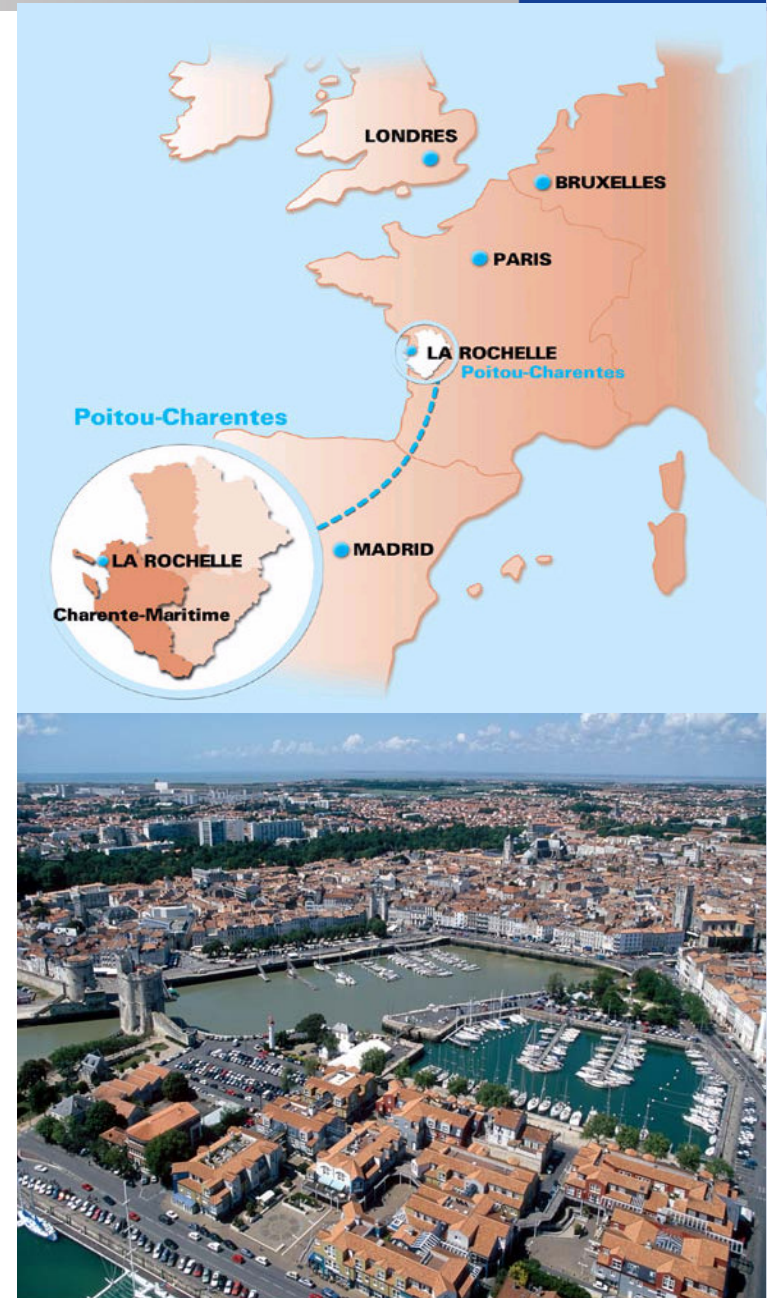 LONDRES
BRUXELLES
PARIS
LA ROCHELLE
Poitou-Charentes
Poitou-Charentes
LA ROCHELLE
MADRID
Charente-Maritime